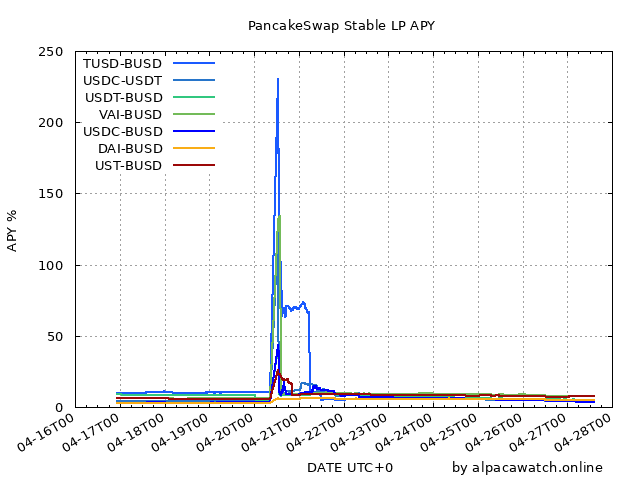 PancakeSwap Stable LP APY
250
200
150
100
50
0
APY %
TUSD-BUSD
USDC-USDT
USDT-BUSD
VAI-BUSD
USDC-BUSD
DAI-BUSD
UST-BUSD
04-16T00
04-17T00
04-18T00
04-19T00
04-20T00
04-21T00
04-22T00
04-23T00
04-24T00
04-25T00
04-26T00
04-27T00
04-28T00
DATE UTC+0
by alpacawatch.online